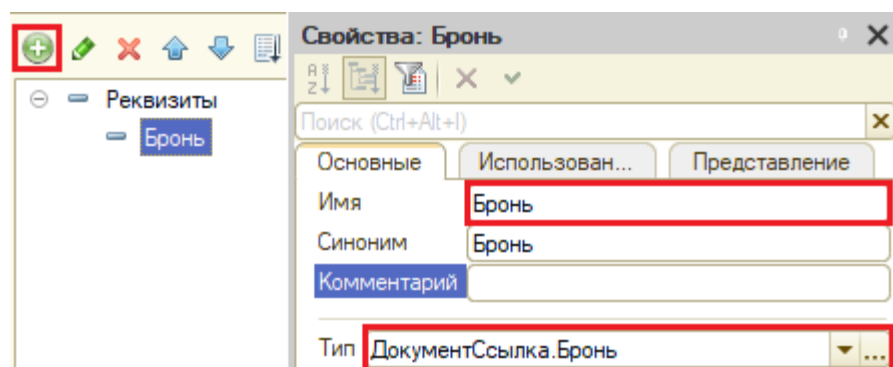 Реквизиты
Бронь
Свойства: Бронь
Поиск (Ctrl+Alt+I)
Основные Использован... Представление
Имя Бронь
Синоним Бронь
Комментарий
Тип ДокументСсылка.Бронь ...